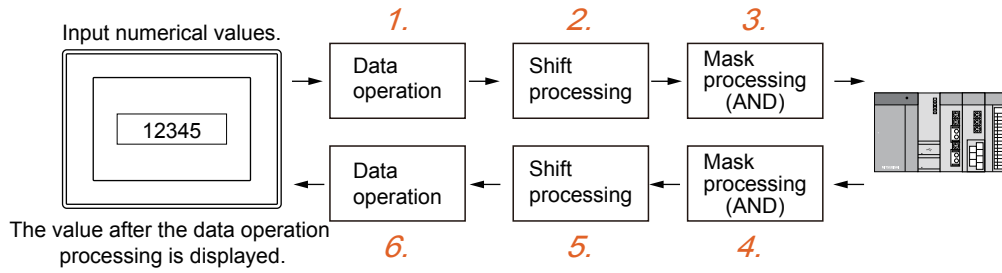 Input numerical values.
1.
2.
3.
Data
operation
Shift
processing
Mask
processing
(AND)
12345
Data
operation
Shift
processing
Mask
processing
(AND)
The value after the data operation
processing is displayed.
6.
5.
4.